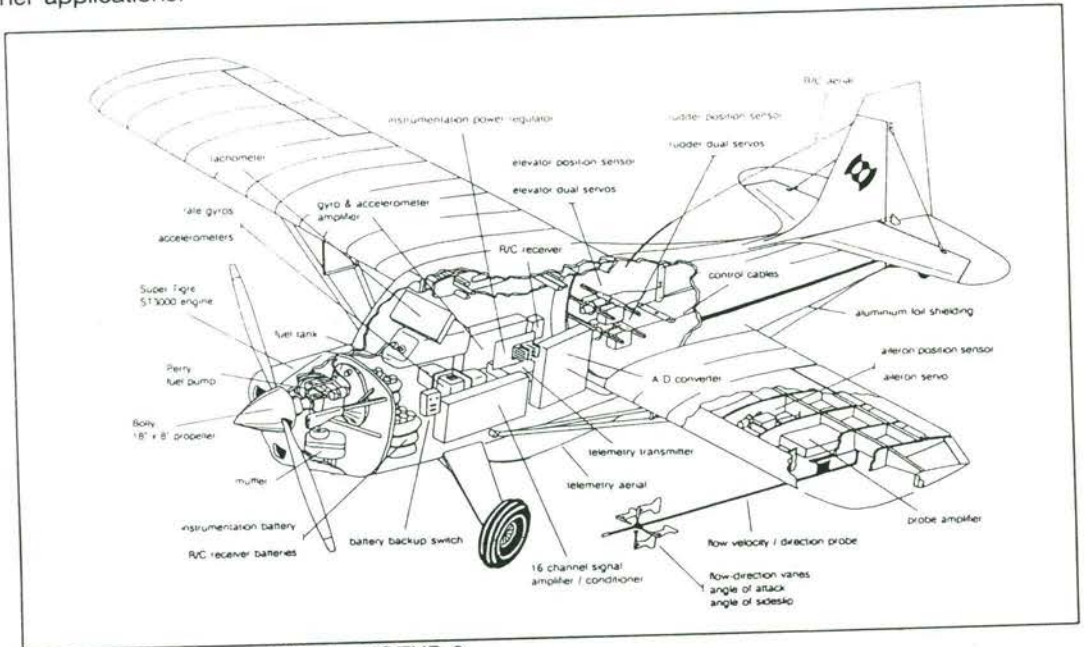 applications.
R/C aerial
instrumentation power regulator
rudder position sensor
rudder dual servos
tachometer
elevator position sensor
elevator dual servos
rate gyros
gyro & accelerometer
amplifier
accelerometers
R/C receiver
control cables
Super Tigre
S T3000 engine
aluminium foil shielding
fuel tank
aileron position sensor
Perry
fuel pump
A-D converter
aileron servo
Bolly
18" x 8" propeller
telemetry transmitter
muffler
telemetry aerial
instrumentation battery
probe amplifier
battery backup switch
R/C receiver batteries
flow velocity / direction probe
16 channel signal
amplifier / conditioner
flow-direction vanes
angle of attack
angle of sideslip